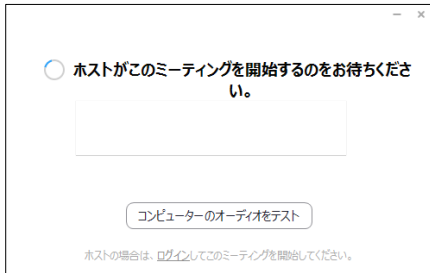 ホストがこのミーティングを開始するのをお待ちくださ
い。
コンピューターのオーディオをテスト
ホストの場合は、ログインしてこのミーティングを開始してください。